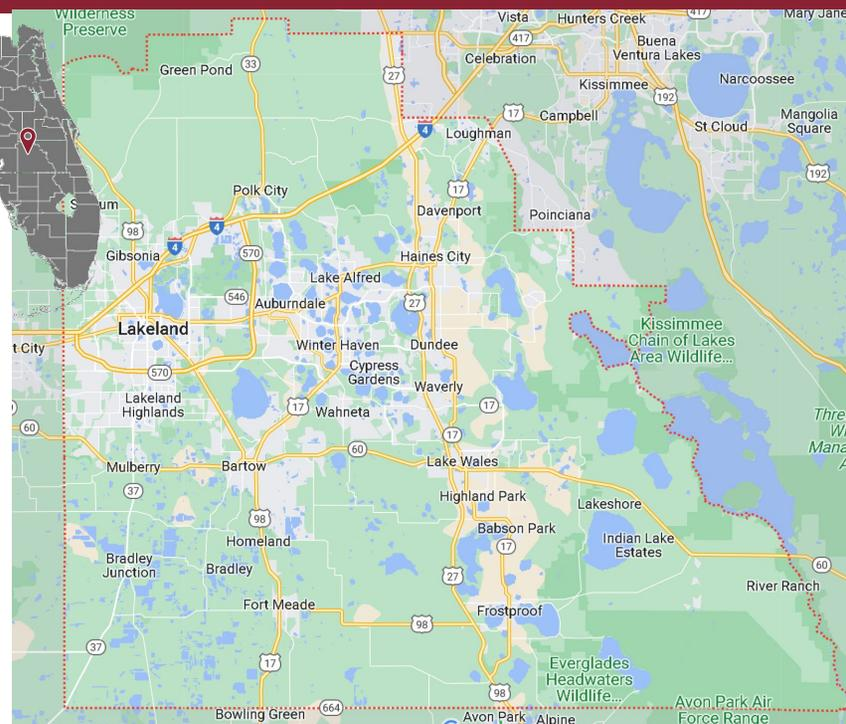 Wilderness
Preserve
Vista
Hunters Creek
417
Mary Jane
Green Pond
33
27
417
Celebration
Buena
Ventura Lakes
Kissimmee
Narcoossee
192
17
Campbell
Mangolia
Square
4
Loughman
St Cloud
192
Polk City
17
Davenport
Poinciana
98
4
4
Gibsonia
570
Haines City
Lake Alfred
546
Auburndale
27
Lakeland
t City
Kissimmee
Chain of Lakes
Area Wildlife...
Winter Haven
Dundee
Cypress
Gardens
570
Waverly
Lakeland
Highlands
17
Wahneta
17
60
Thre
Wi
Mana
A
17
60
Mulberry
Bartow
Lake Wales
37
Highland Park
Lakeshore
98
Babson Park
Homeland
17
Indian Lake
Estates
Bradley
Junction
Bradley
60
27
River Ranch
Fort Meade
98
Frostproof
37
17
Everglades
Headwaters
Wildlife...
98
664
Bowling Green
Avon Park
Alpine
Avon Park Air
Force Range